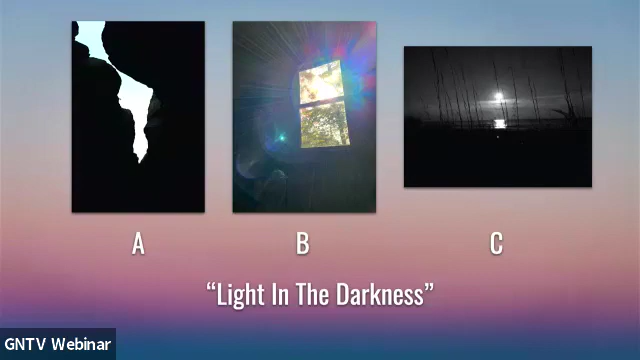 A
B
C
“Light In The Darkness”
GNTV Webinar